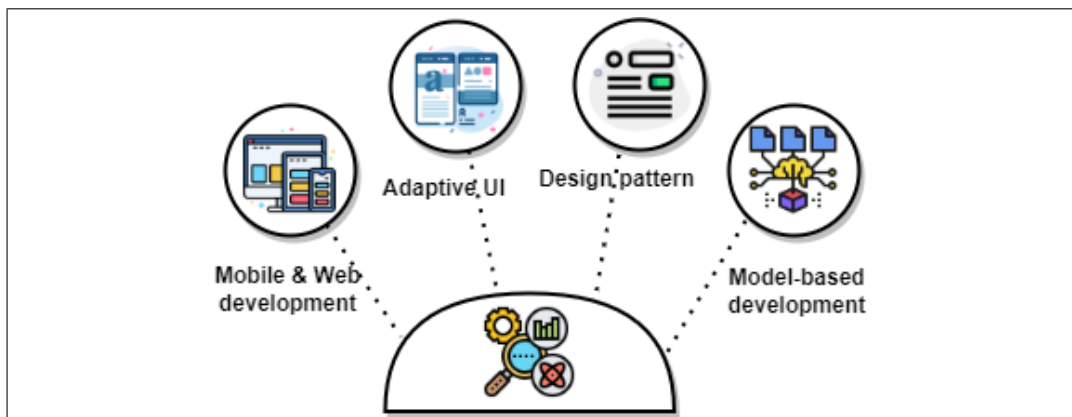 Adaptive UI
Design pattern
Mobile & Web
development
Model-based
development